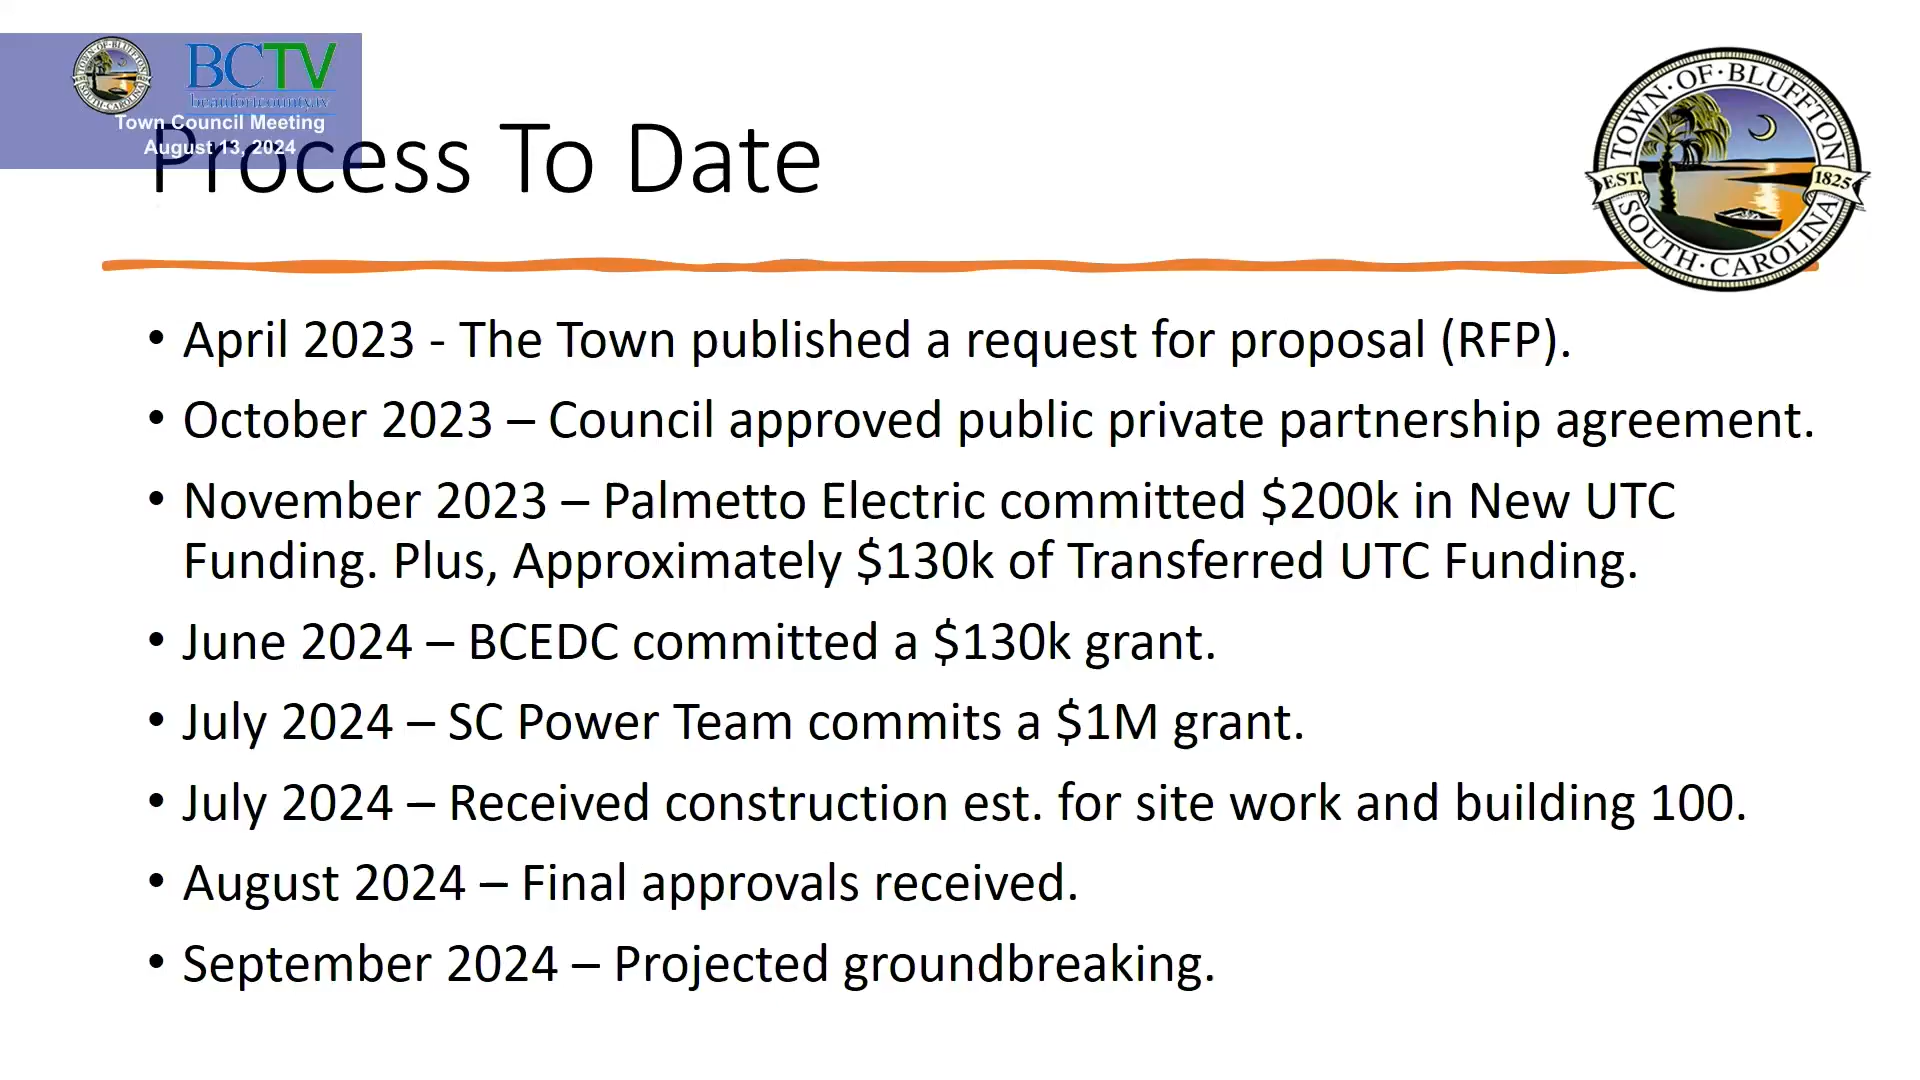 BCTV
beaufortcounty.tv
Town Council Meeting
August 13, 2024
Process To Date
TOWN·OF·BLUFFTON
EST. 1825
SOUTH·CAROLINA
• April 2023 - The Town published a request for proposal (RFP).
• October 2023 – Council approved public private partnership agreement.
• November 2023 – Palmetto Electric committed $200k in New UTC
Funding. Plus, Approximately $130k of Transferred UTC Funding.
• June 2024 – BCEDC committed a $130k grant.
• July 2024 – SC Power Team commits a $1M grant.
• July 2024 – Received construction est. for site work and building 100.
• August 2024 – Final approvals received.
• September 2024 – Projected groundbreaking.